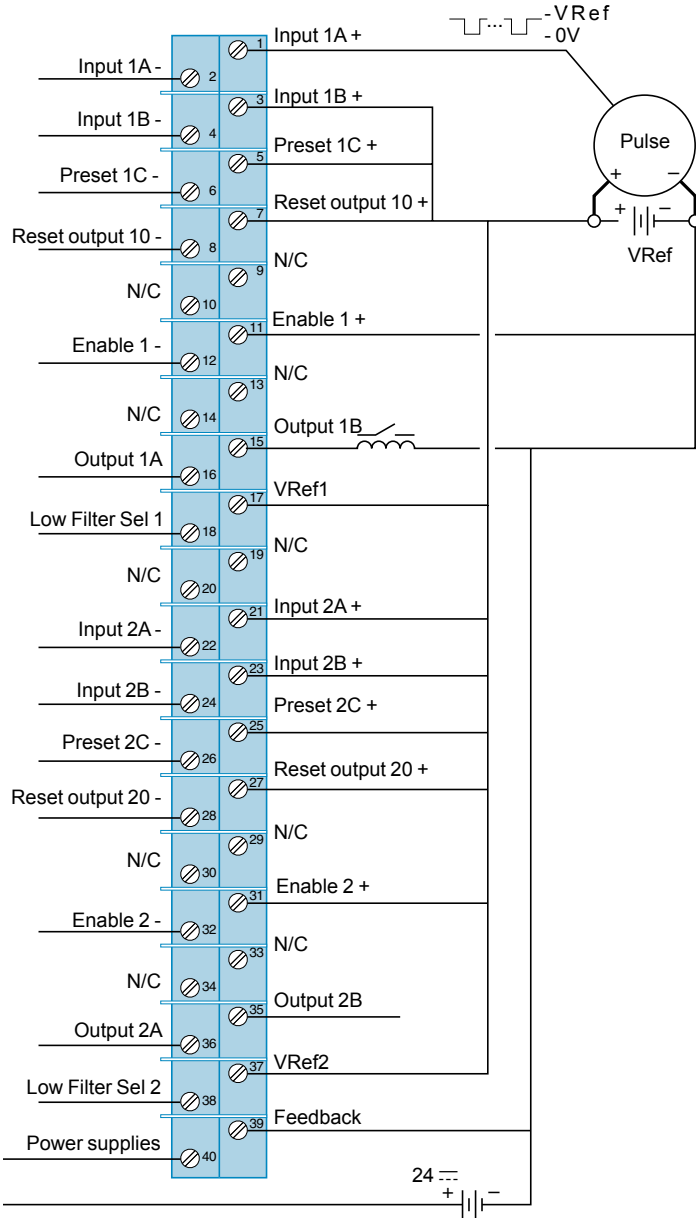 -VRef
...
-0V
1 Input 1A +
Input 1A - 2
3 Input 1B +
Input 1B - 4
5 Preset 1C +
Preset 1C - 6
7 Reset output 10 +
Reset output 10 - 8
9 N/C
N/C 10
11 Enable 1 +
Enable 1 - 12
13 N/C
N/C 14
15 Output 1B
Output 1A 16
17 VRef1
Low Filter Sel 1 18
19 N/C
N/C 20
21 Input 2A +
Input 2A - 22
23 Input 2B +
Input 2B - 24
25 Preset 2C +
Preset 2C - 26
27 Reset output 20 +
Reset output 20 - 28
29 N/C
N/C 30
31 Enable 2 +
Enable 2 - 32
33 N/C
N/C 34
35 Output 2B
Output 2A 36
37 VRef2
Low Filter Sel 2 38
39 Feedback
Power supplies 40
Pulse
+ −
+ −
VRef
24 ⎓
+ −